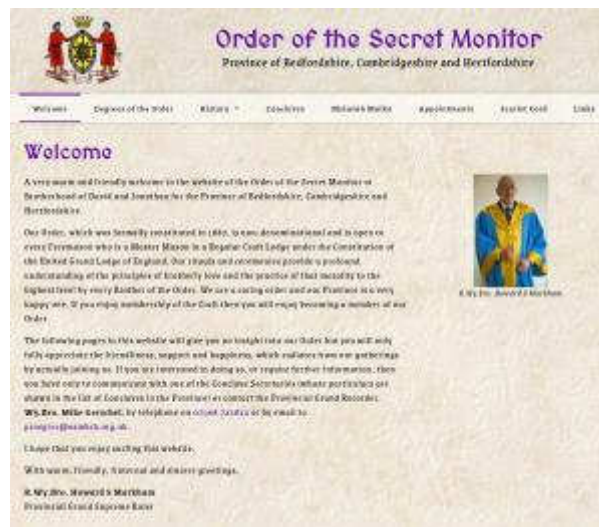 Order of the Secret Monitor
Province of Bedfordshire, Cambridgeshire and Hertfordshire
Welcome Degrees of the Order History Conclaves Appointments Links
Welcome
A very warm and friendly welcome to the website of the Order of the Secret Monitor or
Brotherhood of David and Jonathan for the Province of Bedfordshire, Cambridgeshire and
Hertfordshire.
Our Order, which was formally constituted in 1887, is non-denominational and is open to
every Freemason who is a Master Mason in a Regular Craft Lodge under the Constitution of
the United Grand Lodge of England. Our rituals and ceremonies provide a profound
understanding of the principles of brotherly love and the practice of that morality to the
highest level by every Brother of the Order. We are a caring order and our Province is a very
happy one. If you enjoy membership of the Craft then you will enjoy becoming a member of our
Order.
The following pages in this website will give you an insight into our Order but you will only
fully appreciate the friendliness, support and happiness, which radiates from our gatherings
by actually joining us. If you are interested in doing so, or require further information, then
you have only to communicate with one of the Conclave Secretaries (whose particulars are
shown in the list of Conclaves in the Province) or contact the Provincial Grand Recorder,
W. Bro. Mike by telephone on or by email to
I hope that you enjoy surfing this website.
With warm, friendly, fraternal and sincere greetings,
R.Wy.Bro. Howard S Markham
Provincial Grand Supreme Ruler
R.Wy.Bro. Howard S Markham